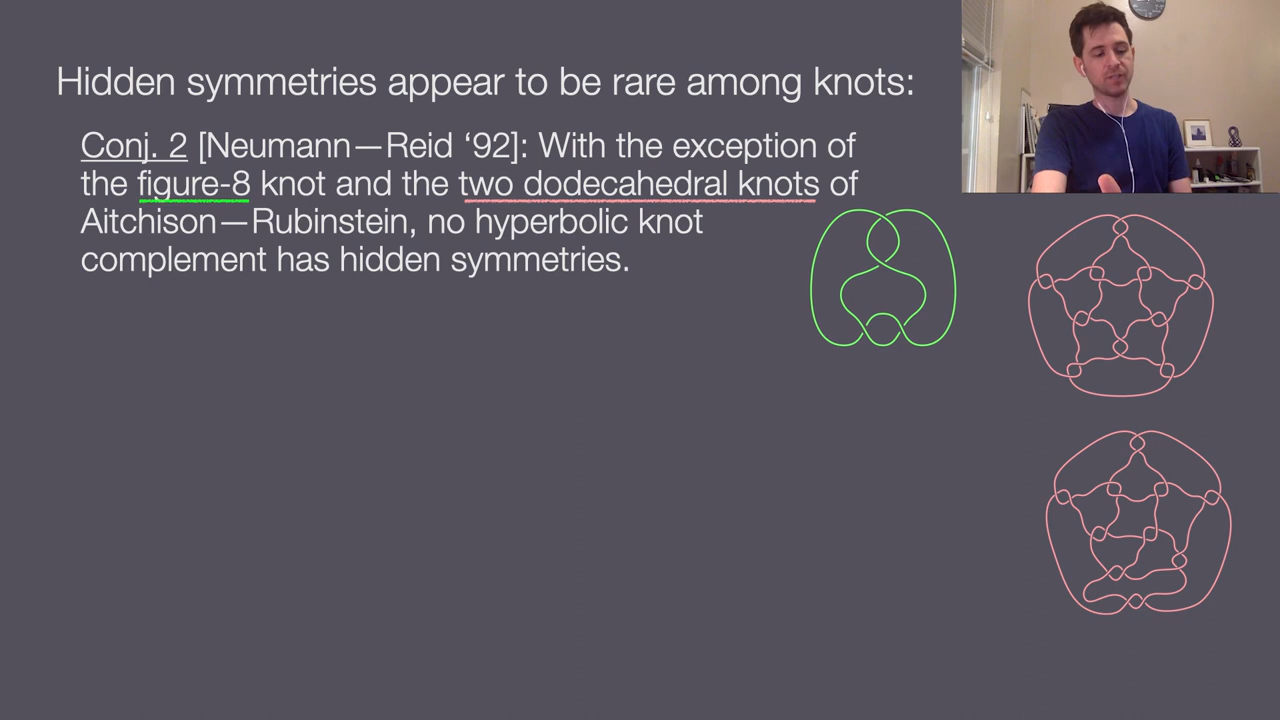 Hidden symmetries appear to be rare among knots:
Conj. 2 [Neumann—Reid ‘92]: With the exception of
the figure-8 knot and the two dodecahedral knots of
Aitchison—Rubinstein, no hyperbolic knot
complement has hidden symmetries.